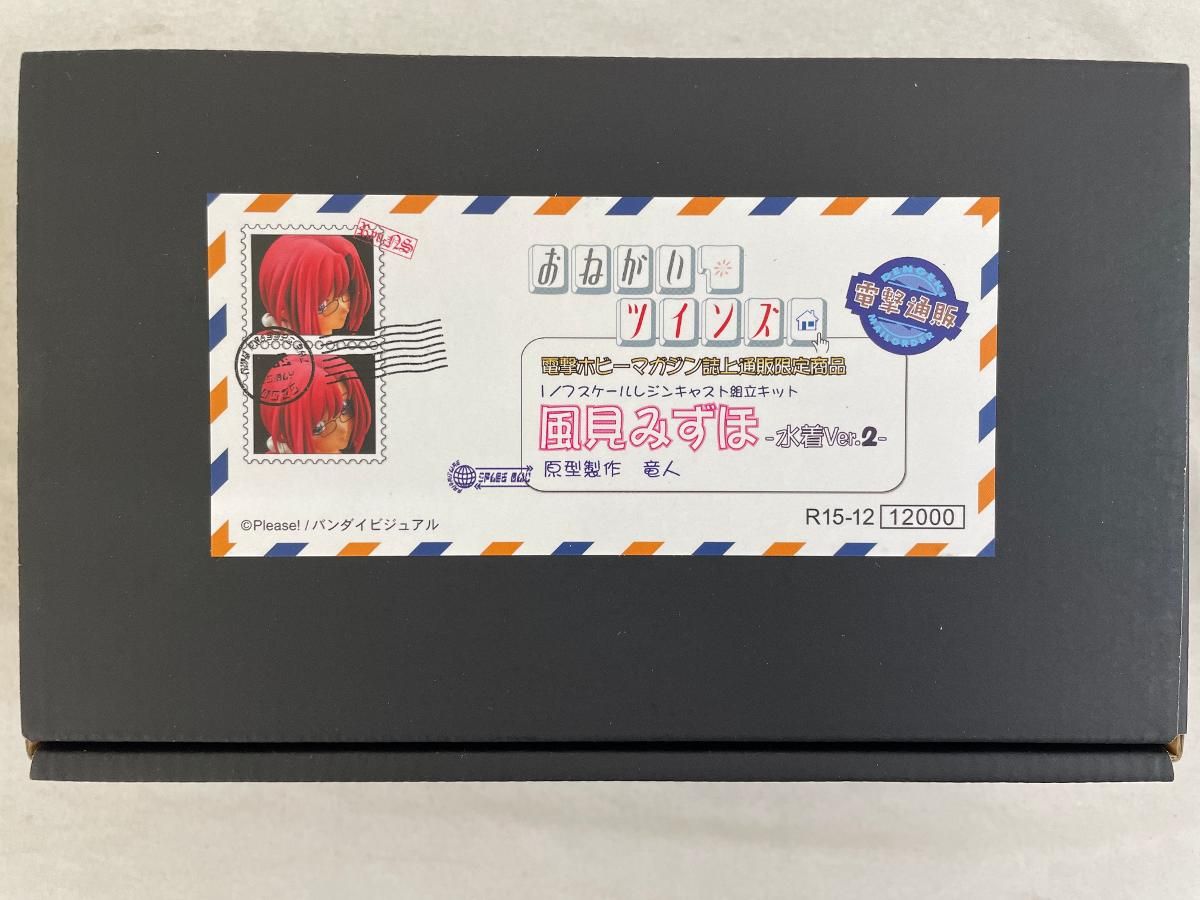 おねがい
ツインズ
DENGEKI
電撃通販
MAILORDER
電撃ホビーマガジン誌上通販限定商品
1/7スケールレジンキャスト組立キット
風見みずほ -水着Ver.2-
原型製作 竜人
©Please! / バンダイビジュアル
R15-12 12000